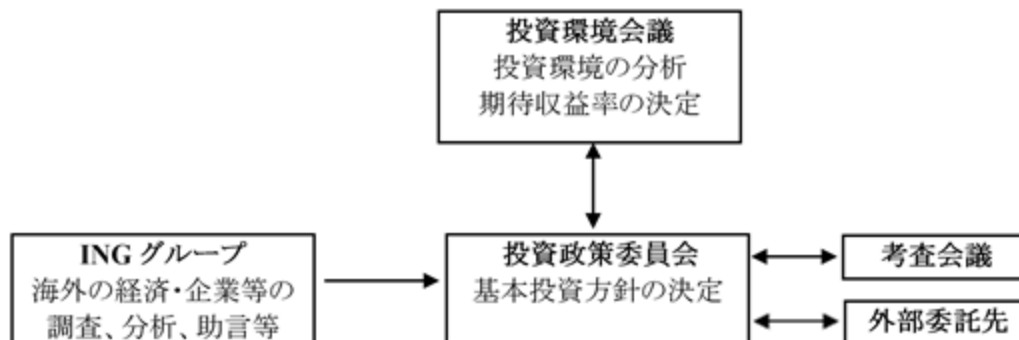 投資環境会議
投資環境の分析
期待収益率の決定
ING グループ
海外の経済・企業等の
調査、分析、助言等
投資政策委員会
基本投資方針の決定
考査会議
外部委託先